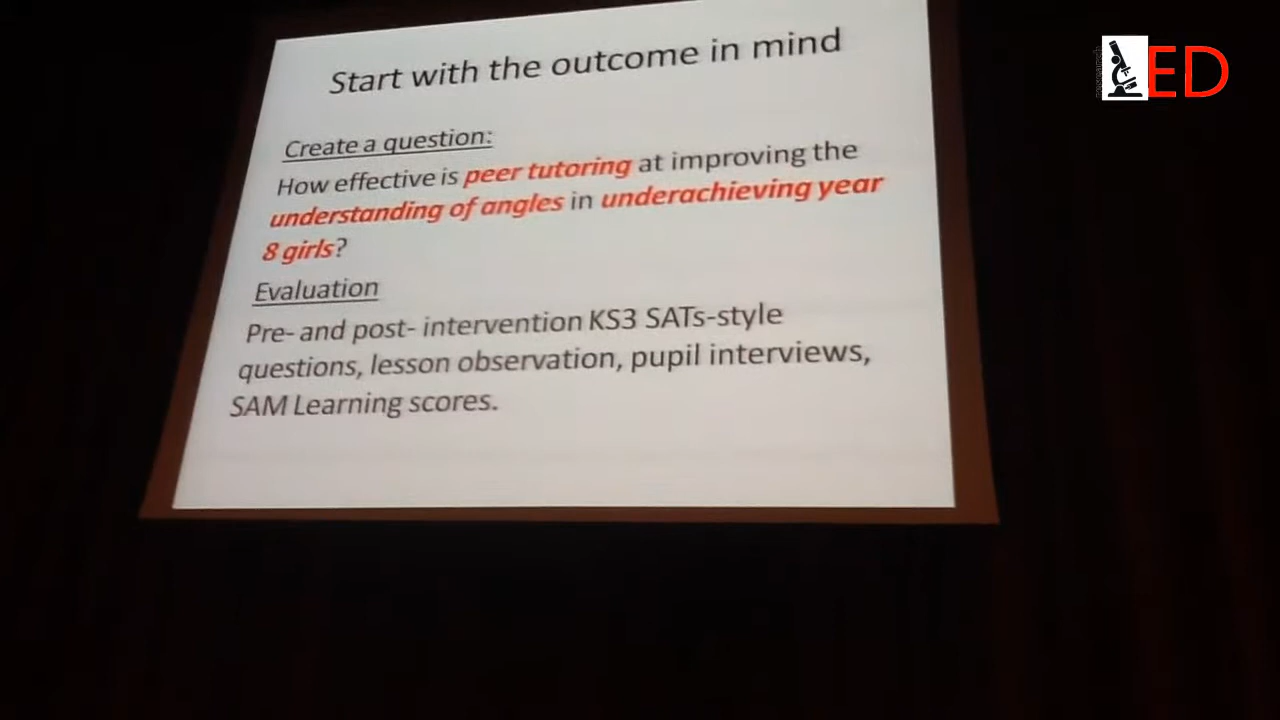 Start with the outcome in mind
Create a question:
How effective is peer tutoring at improving the
understanding of angles in underachieving year
8 girls?
Evaluation
Pre- and post- intervention KS3 SATs-style
questions, lesson observation, pupil interviews,
SAM Learning scores.
ED